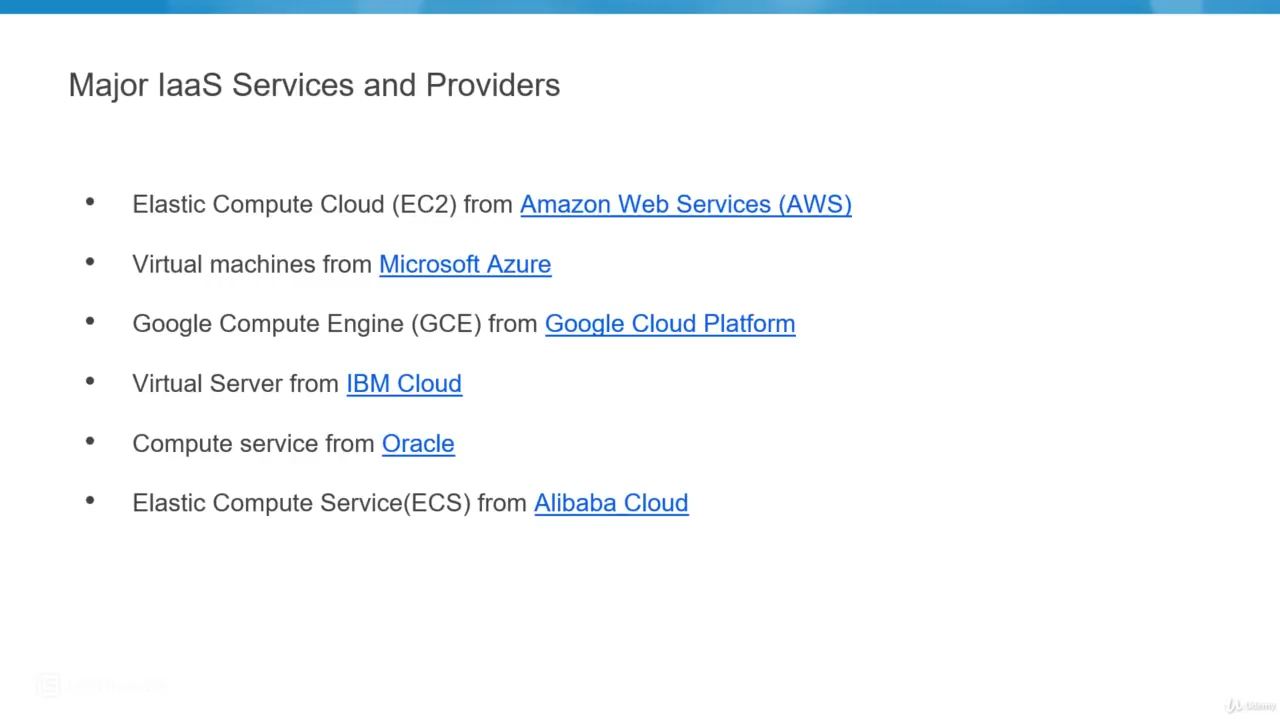 Major IaaS Services and Providers
• Elastic Compute Cloud (EC2) from Amazon Web Services (AWS)
• Virtual machines from Microsoft Azure
• Google Compute Engine (GCE) from Google Cloud Platform
• Virtual Server from IBM Cloud
• Compute service from Oracle
• Elastic Compute Service(ECS) from Alibaba Cloud
Udemy